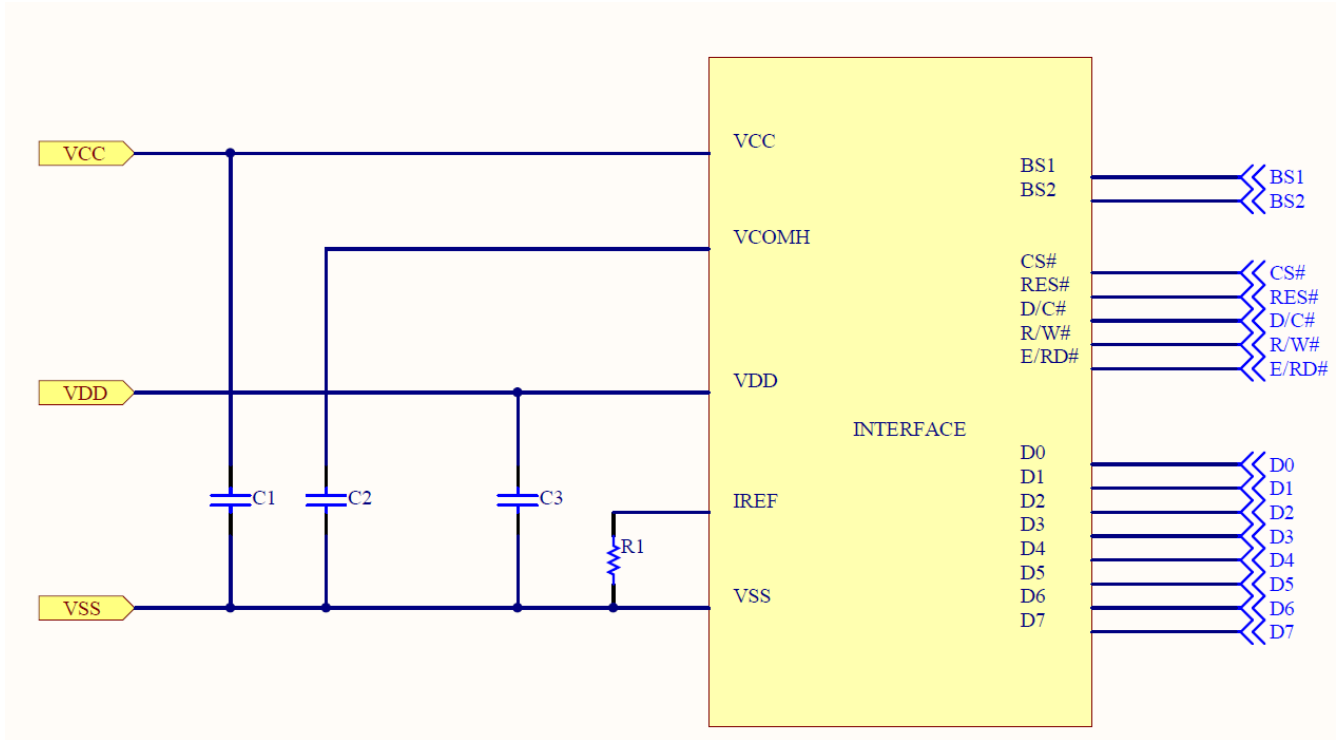 VCC
VDD
VSS
C1
C2
C3
R1
VCC
VCOMH
VDD
IREF
VSS
INTERFACE
BS1
BS2
CS#
RES#
D/C#
R/W#
E/RD#
D0
D1
D2
D3
D4
D5
D6
D7
BS1
BS2
CS#
RES#
D/C#
R/W#
E/RD#
D0
D1
D2
D3
D4
D5
D6
D7